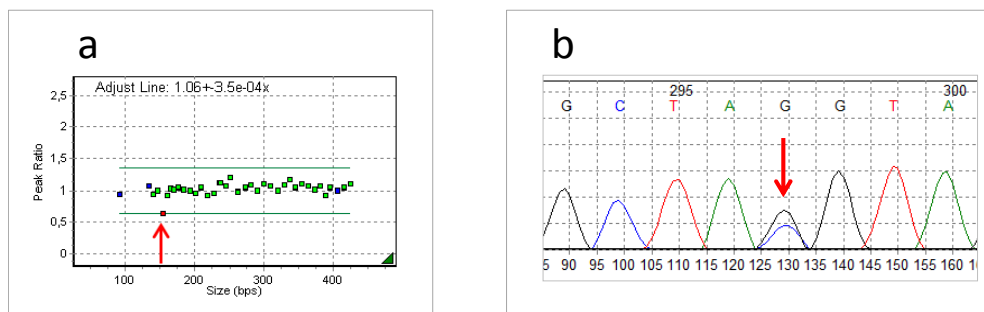 a
Adjust Line: 1.06+-3.5e-04x
Peak Ratio
2,5
2
1,5
1
0,5
0
100 200 300 400
Size (bps)
b
295 300
G C T A G G T A
85 90 95 100 105 110 115 120 125 130 135 140 145 150 155 160